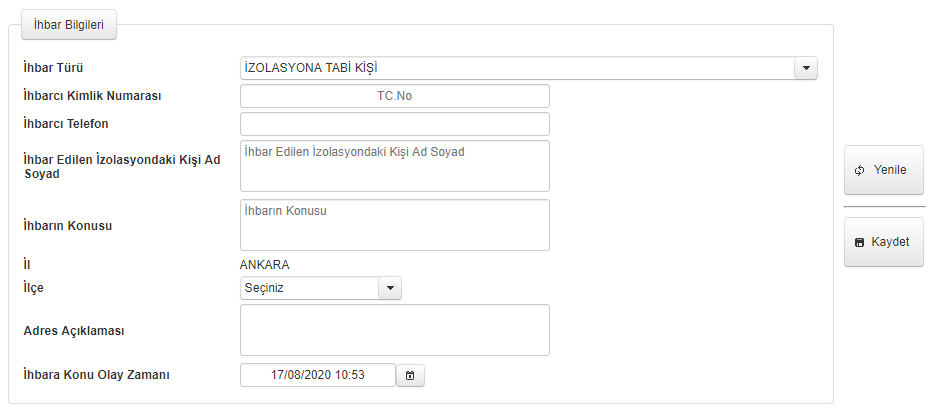 İhbar Bilgileri
İhbar Türü
İZOLASYONA TABİ KİŞİ
İhbarcı Kimlik Numarası
TC.No
İhbarcı Telefon
İhbar Edilen İzolasyondaki Kişi Ad
Soyad
İhbar Edilen İzolasyondaki Kişi Ad Soyad
İhbarın Konusu
İhbarın Konusu
İl
ANKARA
İlçe
Seçiniz
Adres Açıklaması
İhbara Konu Olay Zamanı
17/08/2020 10:53
Yenile
Kaydet